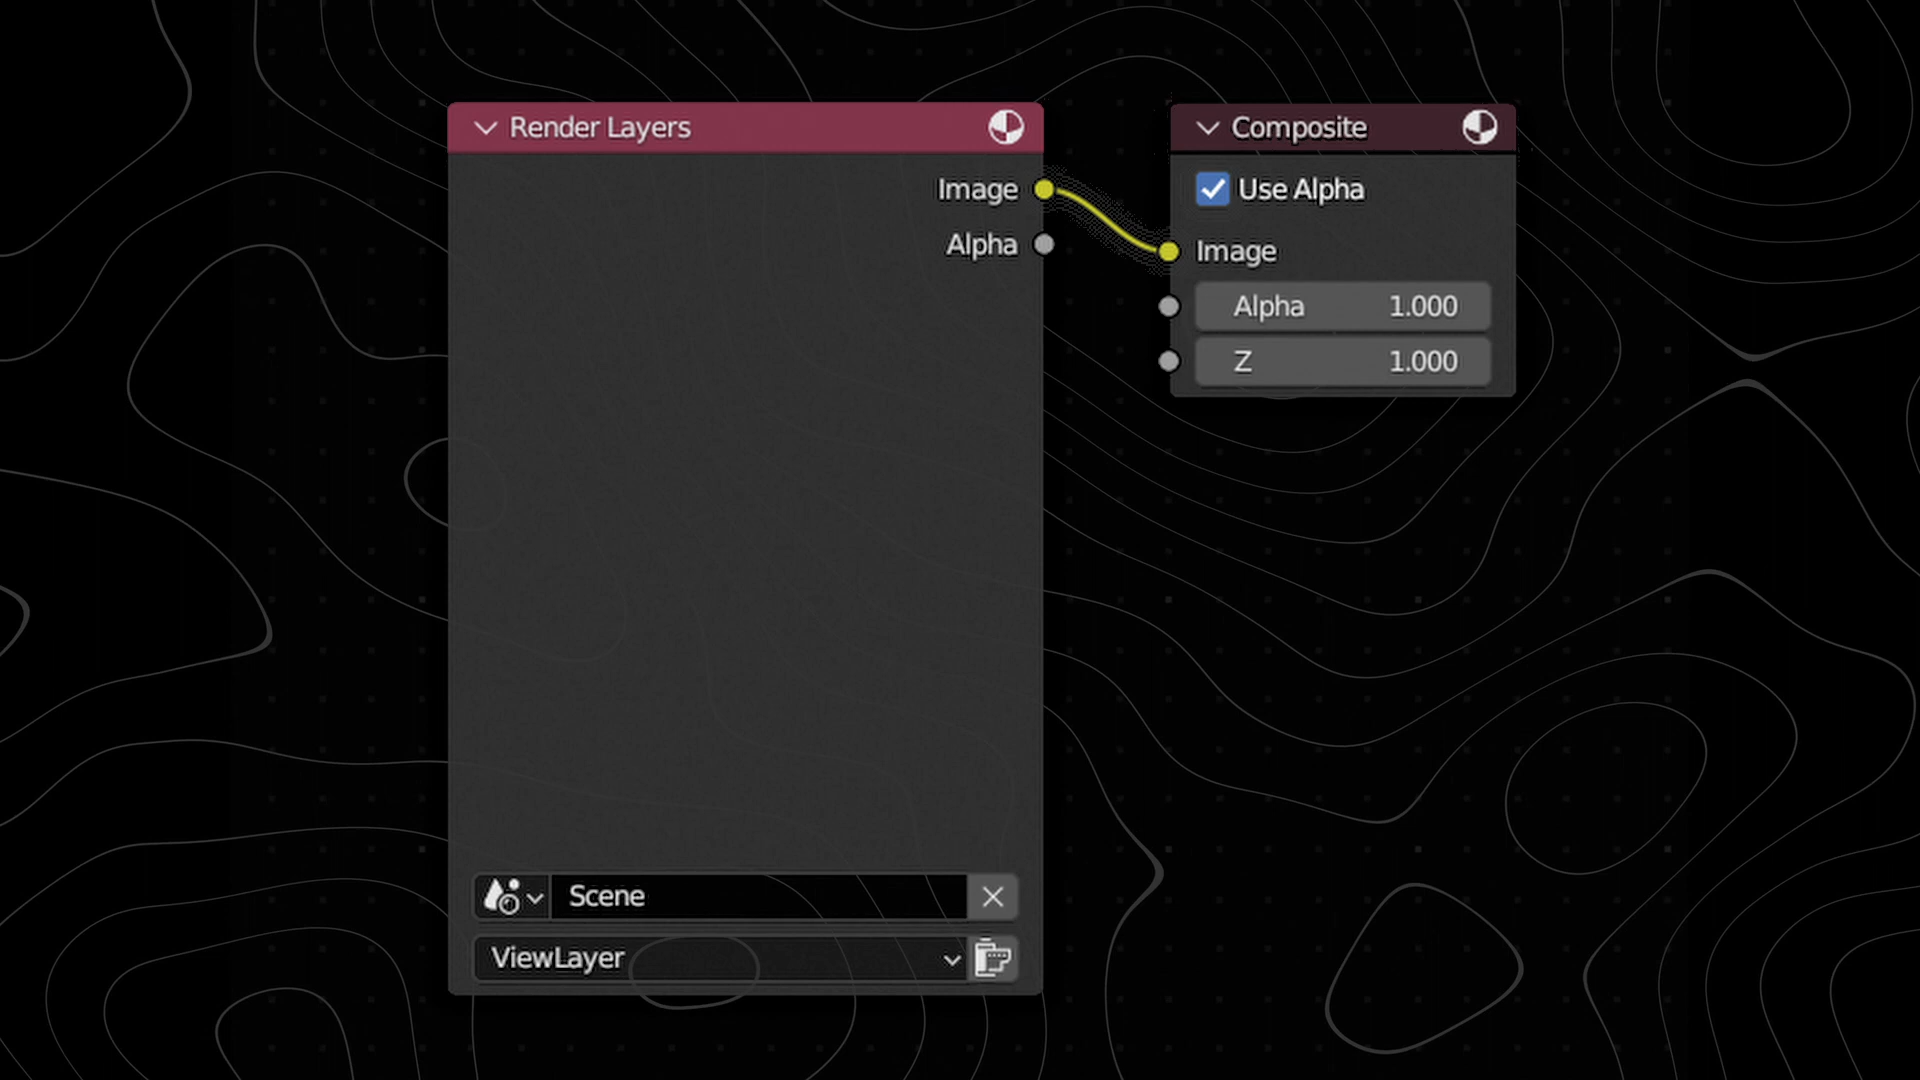 Render Layers
Image
Alpha
Scene
ViewLayer
Composite
Use Alpha
Image
Alpha 1.000
Z 1.000